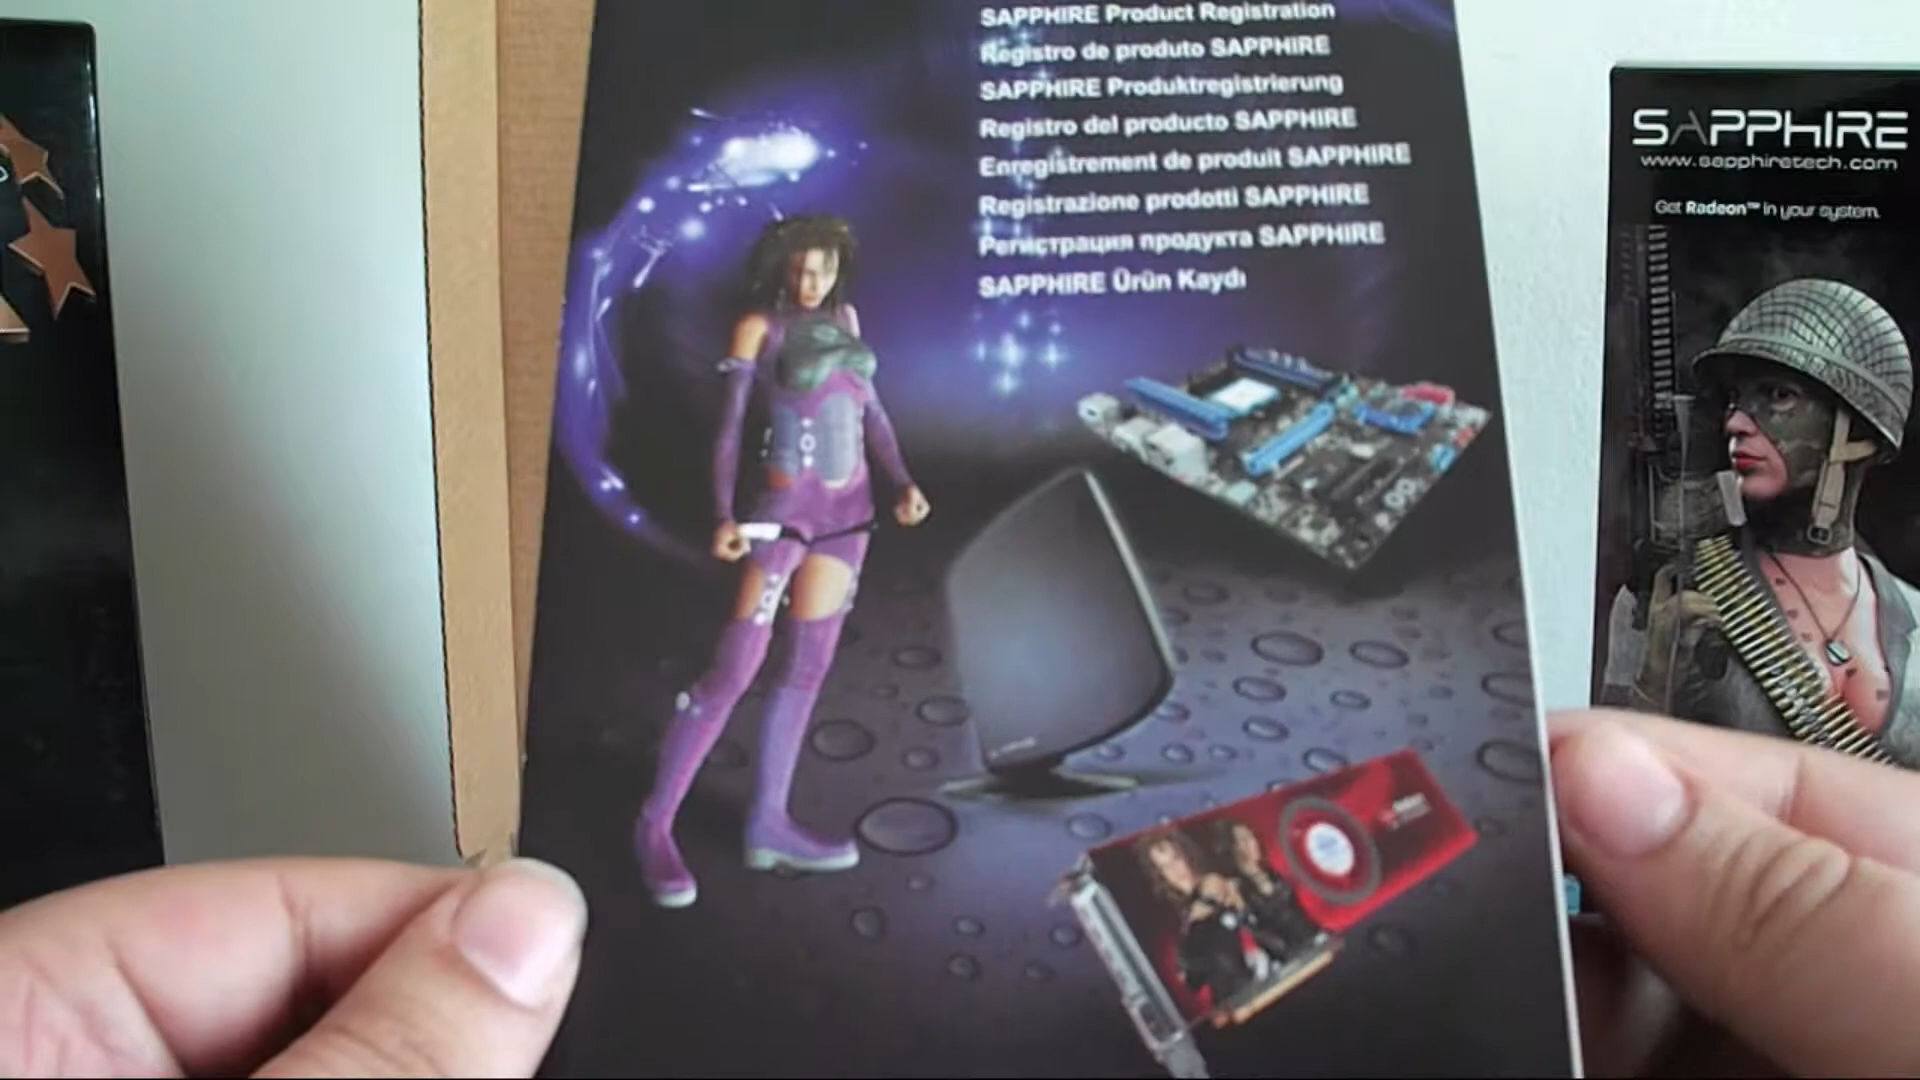 SAPPHIRE Product Registration
Registro de produto SAPPHIRE
SAPPHIRE Produktregistrierung
Registro del producto SAPPHIRE
Enregistrement de produit SAPPHIRE
Registrazione prodotti SAPPHIRE
Регистрация продукта SAPPHIRE
SAPPHIRE Ürün Kaydı
SAPPHIRE
www.sapphiretech.com
Get Radeon™ in your system.